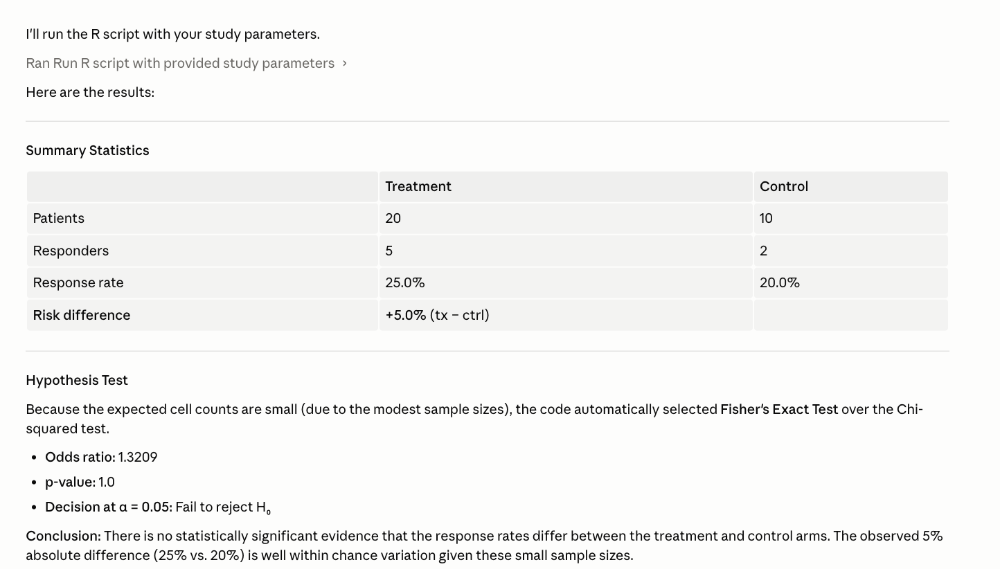 I'll run the R script with your study parameters.
Ran Run R script with provided study parameters ›
Here are the results:
Summary Statistics
Treatment Control
Patients 20 10
Responders 5 2
Response rate 25.0% 20.0%
Risk difference +5.0% (tx − ctrl)
Hypothesis Test
Because the expected cell counts are small (due to the modest sample sizes), the code automatically selected Fisher's Exact Test over the Chi-
squared test.
• Odds ratio: 1.3209
• p-value: 1.0
• Decision at α = 0.05: Fail to reject H₀
Conclusion: There is no statistically significant evidence that the response rates differ between the treatment and control arms. The observed 5%
absolute difference (25% vs. 20%) is well within chance variation given these small sample sizes.